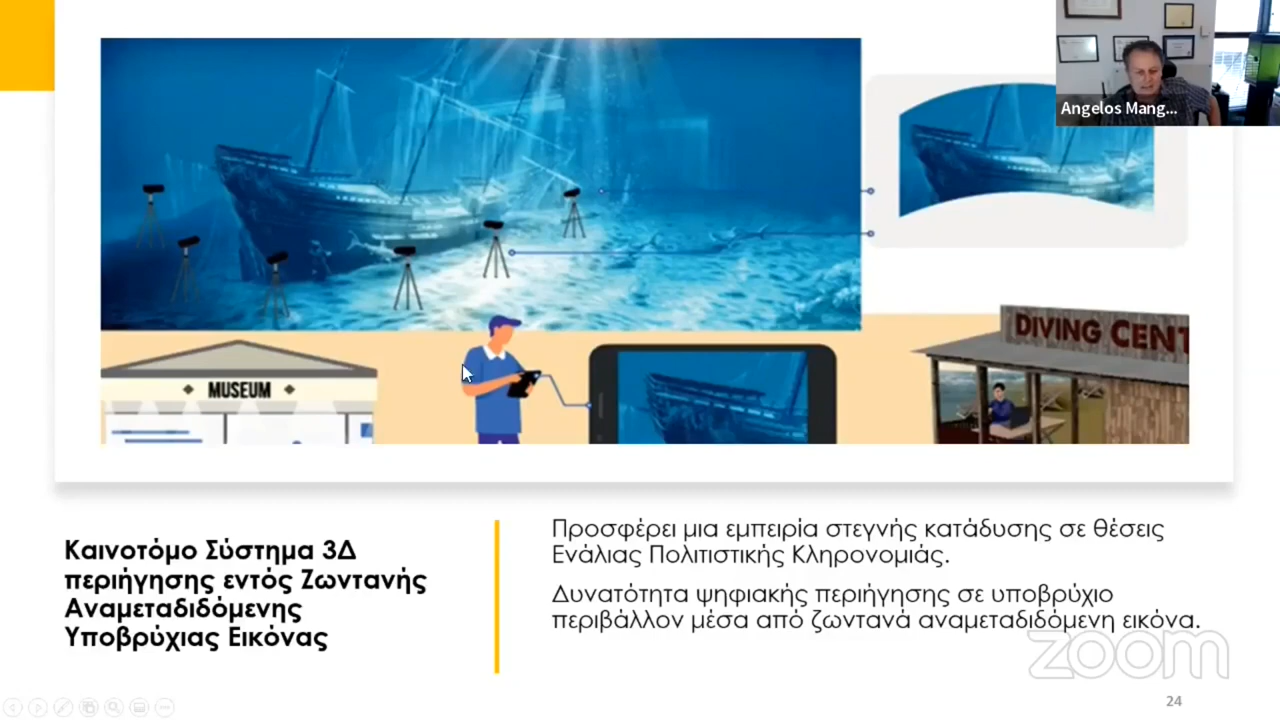 Angelos Mang...
DIVING CENT
MUSEUM
Καινοτόμο Σύστημα 3Δ
περιήγησης εντός Ζωντανής
Αναμεταδιδόμενης
Υποβρύχιας Εικόνας
Προσφέρει μια εμπειρία στεγνής κατάδυσης σε θέσεις
Ενάλιας Πολιτιστικής Κληρονομιάς.
Δυνατότητα ψηφιακής περιήγησης σε υποβρύχιο
περιβάλλον μέσα από ζωντανά αναμεταδιδόμενη εικόνα.
zoom
24